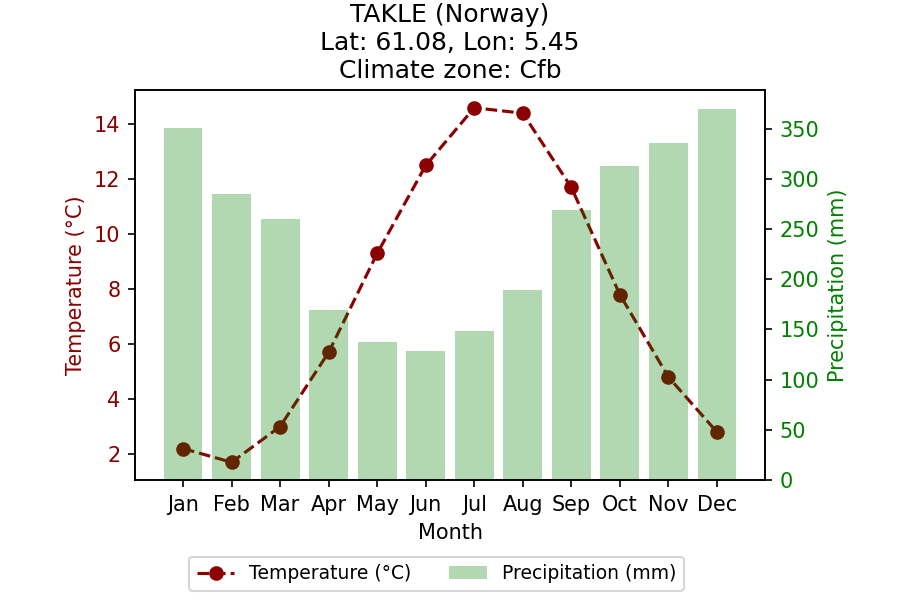 TAKLE (Norway)
Lat: 61.08, Lon: 5.45
Climate zone: Cfb
Temperature (°C)
14
12
10
8
6
4
2
350
300
250
200
150
100
50
0
Precipitation (mm)
Jan Feb Mar Apr May Jun Jul Aug Sep Oct Nov Dec
Month
Temperature (°C) Precipitation (mm)